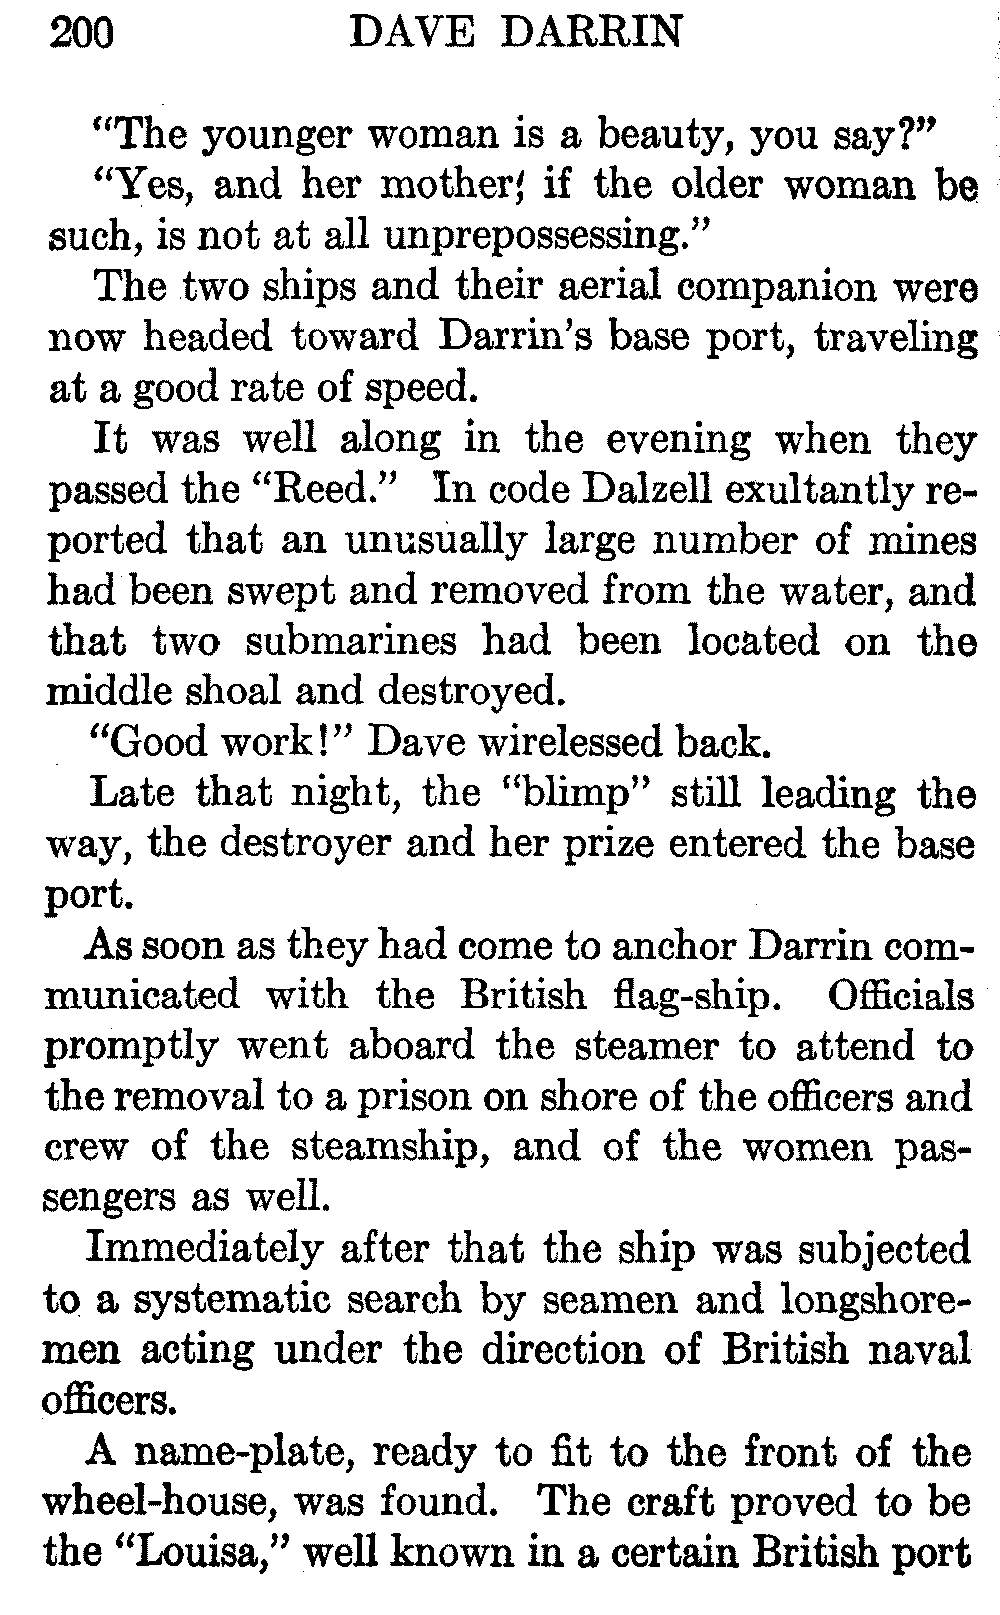 200 DAVE DARRIN
“The younger woman is a beauty, you say?”
“Yes, and her mother, if the older woman be
such, is not at all unprepossessing.”
The two ships and their aerial companion were
now headed toward Darrin’s base port, traveling
at a good rate of speed.
It was well along in the evening when they
passed the “Reed.” In code Dalzell exultantly re-
ported that an unusually large number of mines
had been swept and removed from the water, and
that two submarines had been located on the
middle shoal and destroyed.
“Good work!” Dave wirelessed back.
Late that night, the “blimp” still leading the
way, the destroyer and her prize entered the base
port.
As soon as they had come to anchor Darrin com-
municated with the British flag-ship. Officials
promptly went aboard the steamer to attend to
the removal to a prison on shore of the officers and
crew of the steamship, and of the women pas-
sengers as well.
Immediately after that the ship was subjected
to a systematic search by seamen and longshore-
men acting under the direction of British naval
officers.
A name-plate, ready to fit to the front of the
wheel-house, was found. The craft proved to be
the “Louisa,” well known in a certain British port